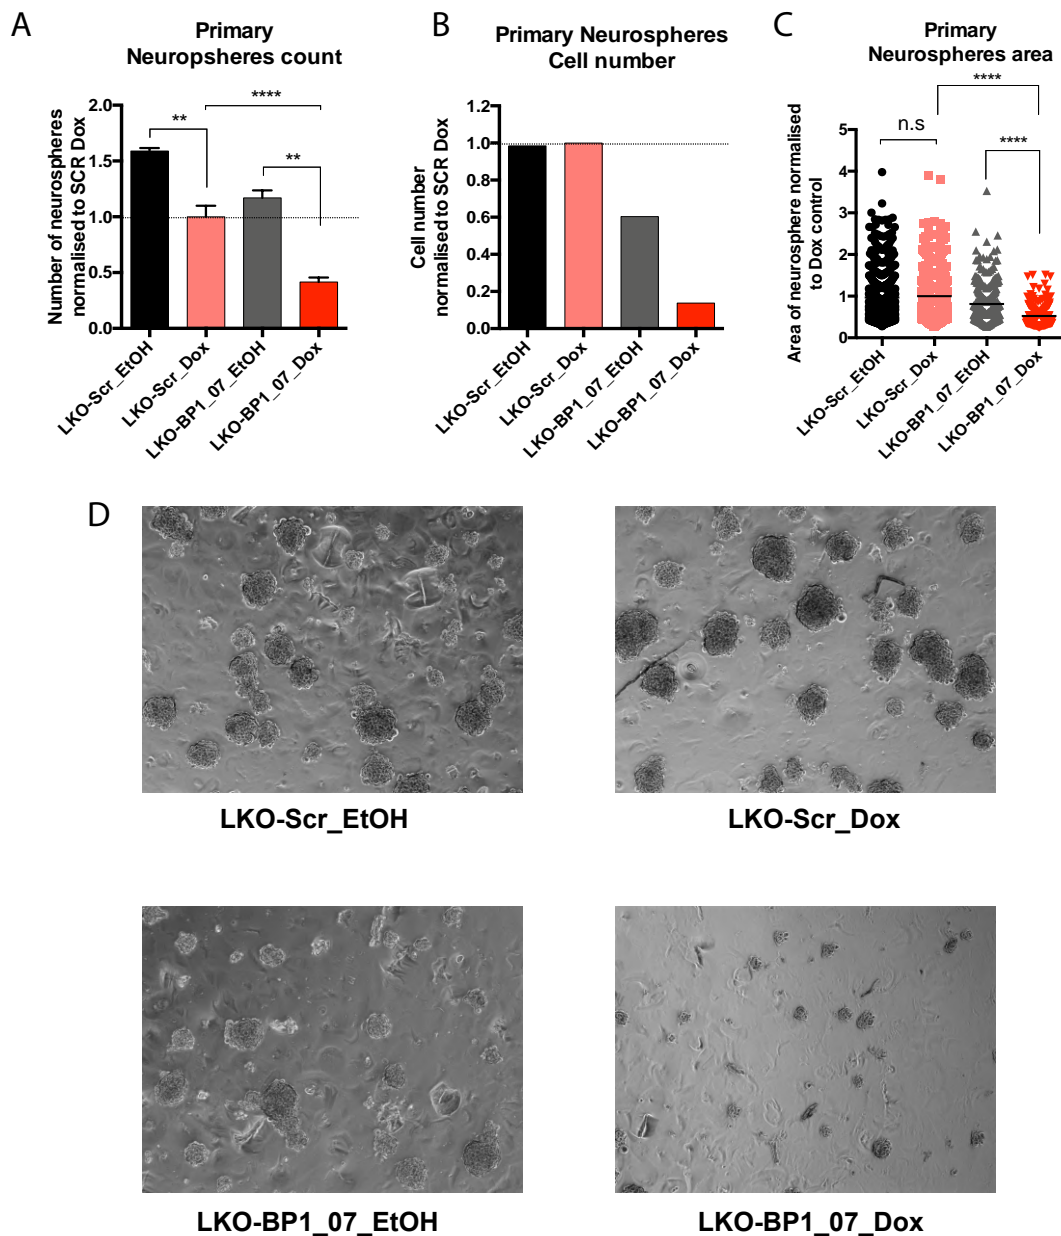 A
Primary
Neuropsheres count
Number of neurospheres
normalised to SCR Dox
2.0
1.5
1.0
0.5
0.0
**
****
**
LKO-Scr_EtOH
LKO-Scr_Dox
LKO-BP1_07_EtOH
LKO-BP1_07_Dox
B
Primary Neurospheres
Cell number
Cell number
normalised to SCR Dox
1.2
1.0
0.8
0.6
0.4
0.2
0.0
LKO-Scr_EtOH
LKO-Scr_Dox
LKO-BP1_07_EtOH
LKO-BP1_07_Dox
C
Primary
Neurospheres area
Area of neurosphere normalised
to Dox control
5
4
3
2
1
0
****
n.s
****
LKO-Scr_EtOH
LKO-Scr_Dox
LKO-BP1_07_EtOH
LKO-BP1_07_Dox
D
LKO-Scr_EtOH
LKO-Scr_Dox
LKO-BP1_07_EtOH
LKO-BP1_07_Dox